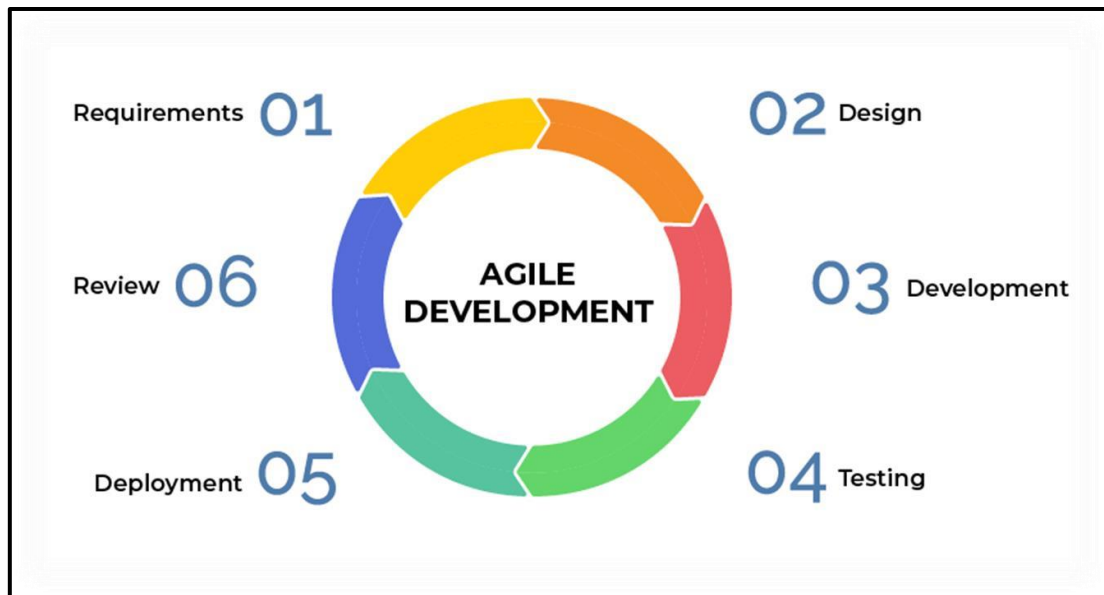 Requirements 01
02 Design
Review 06
AGILE
DEVELOPMENT
03 Development
Deployment 05
04 Testing